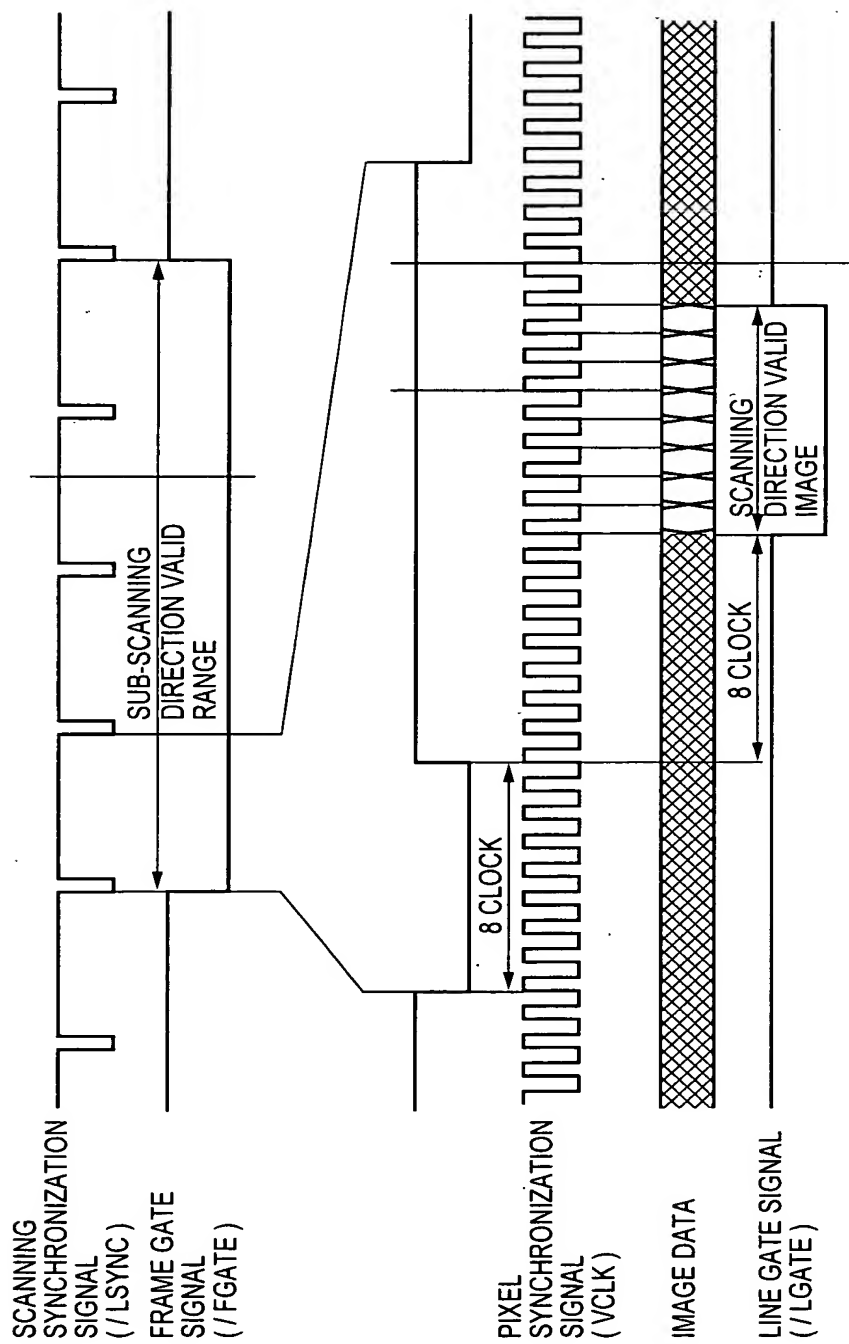 SCANNING
SYNCHRONIZATION
SIGNAL
( / LSYNC )
FRAME GATE
SIGNAL
( / FGATE )
SUB-SCANNING
DIRECTION VALID
RANGE
8 CLOCK
PIXEL
SYNCHRONIZATION
SIGNAL
( VCLK )
IMAGE DATA
LINE GATE SIGNAL
( / LGATE )
8 CLOCK
SCANNING
DIRECTION VALID
IMAGE